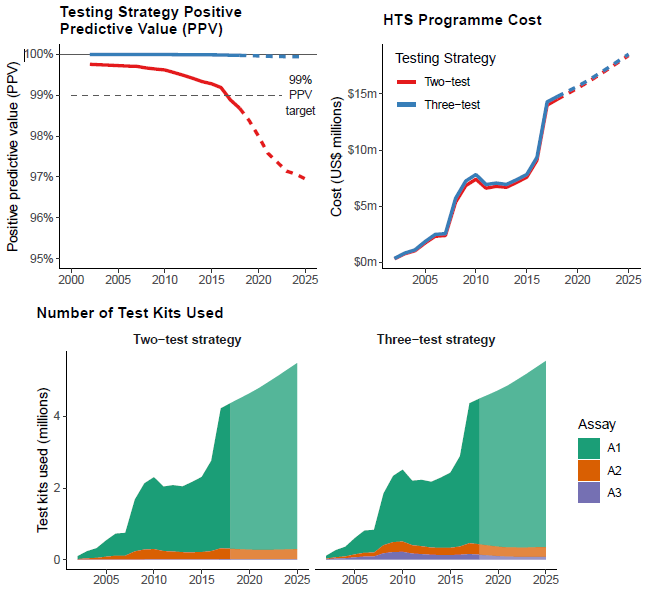 Testing Strategy Positive
Predictive Value (PPV)
Positive predictive value (PPV)
100%
99%
98%
97%
96%
95%
99%
PPV
target
2000 2005 2010 2015 2020 2025
HTS Programme Cost
Testing Strategy
Two−test
Three−test
Cost (US$ millions)
$15m
$10m
$5m
$0m
2005 2010 2015 2020 2025
Number of Test Kits Used
Two−test strategy
Three−test strategy
Test kits used (millions)
4
2
0
2005 2010 2015 2020 2025
2005 2010 2015 2020 2025
Assay
A1
A2
A3